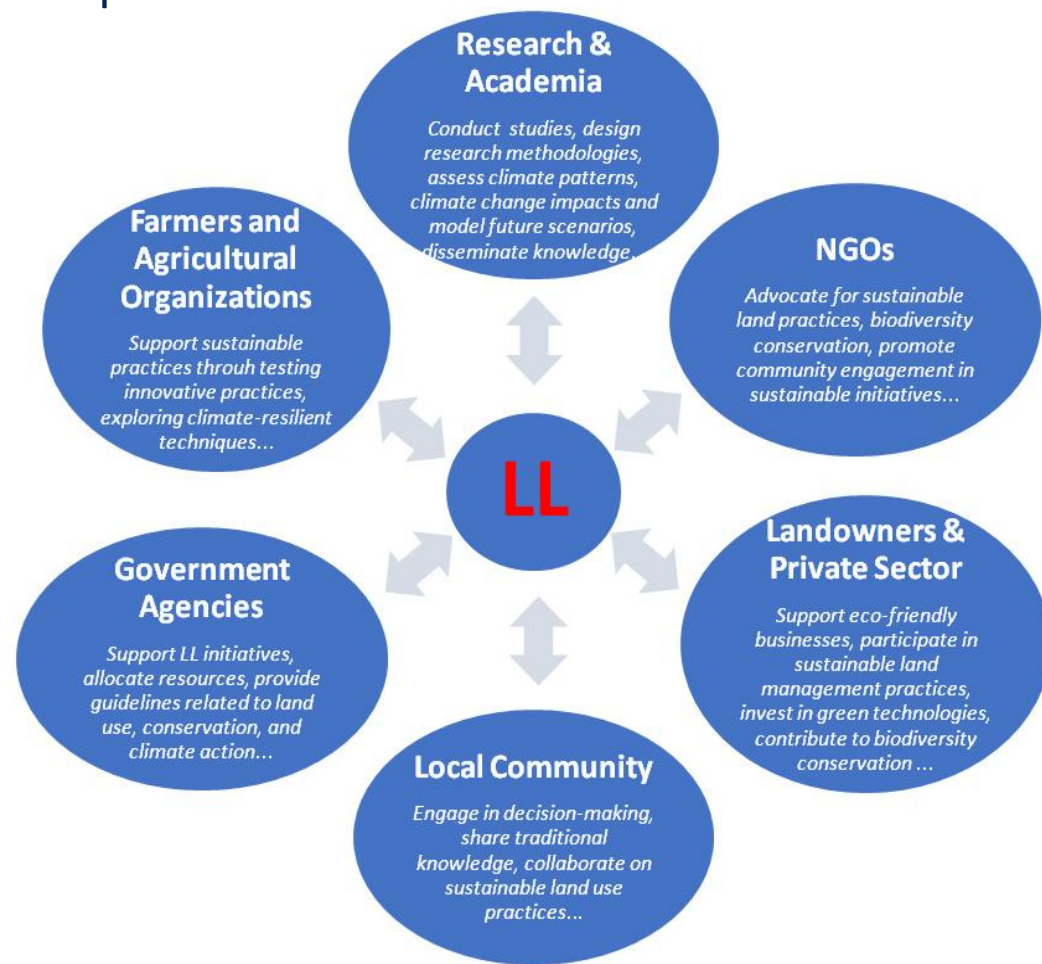 Research &
Academia
Conduct studies, design
research methodologies,
assess climate patterns,
climate change impacts and
model future scenarios,
disseminate knowledge...
Farmers and
Agricultural
Organizations
Support sustainable
practices throuh testing
innovative practices,
exploring climate-resilient
techniques...
NGOs
Advocate for sustainable
land practices, biodiversity
conservation, promote
community engagement in
sustainable initiatives...
LL
Government
Agencies
Support LL initiatives,
allocate resources, provide
guidelines related to land
use, conservation, and
climate action...
Landowners &
Private Sector
Support eco-friendly
businesses, participate in
sustainable land
management practices,
invest in green technologies,
contribute to biodiversity
conservation ...
Local Community
Engage in decision-making,
share traditional
knowledge, collaborate on
sustainable land use
practices...